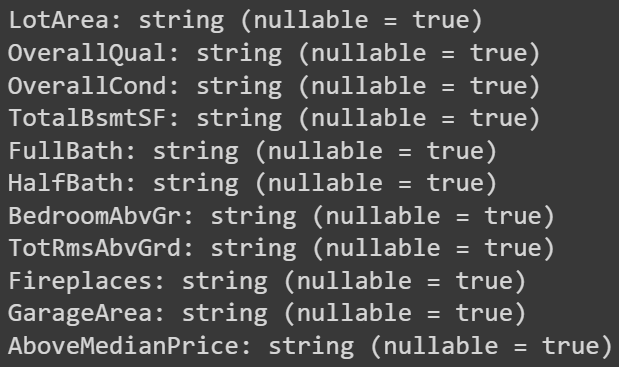 LotArea: string (nullable = true)
OverallQual: string (nullable = true)
OverallCond: string (nullable = true)
TotalBsmtSF: string (nullable = true)
FullBath: string (nullable = true)
HalfBath: string (nullable = true)
BedroomAbvGr: string (nullable = true)
TotRmsAbvGrd: string (nullable = true)
Fireplaces: string (nullable = true)
GarageArea: string (nullable = true)
AboveMedianPrice: string (nullable = true)